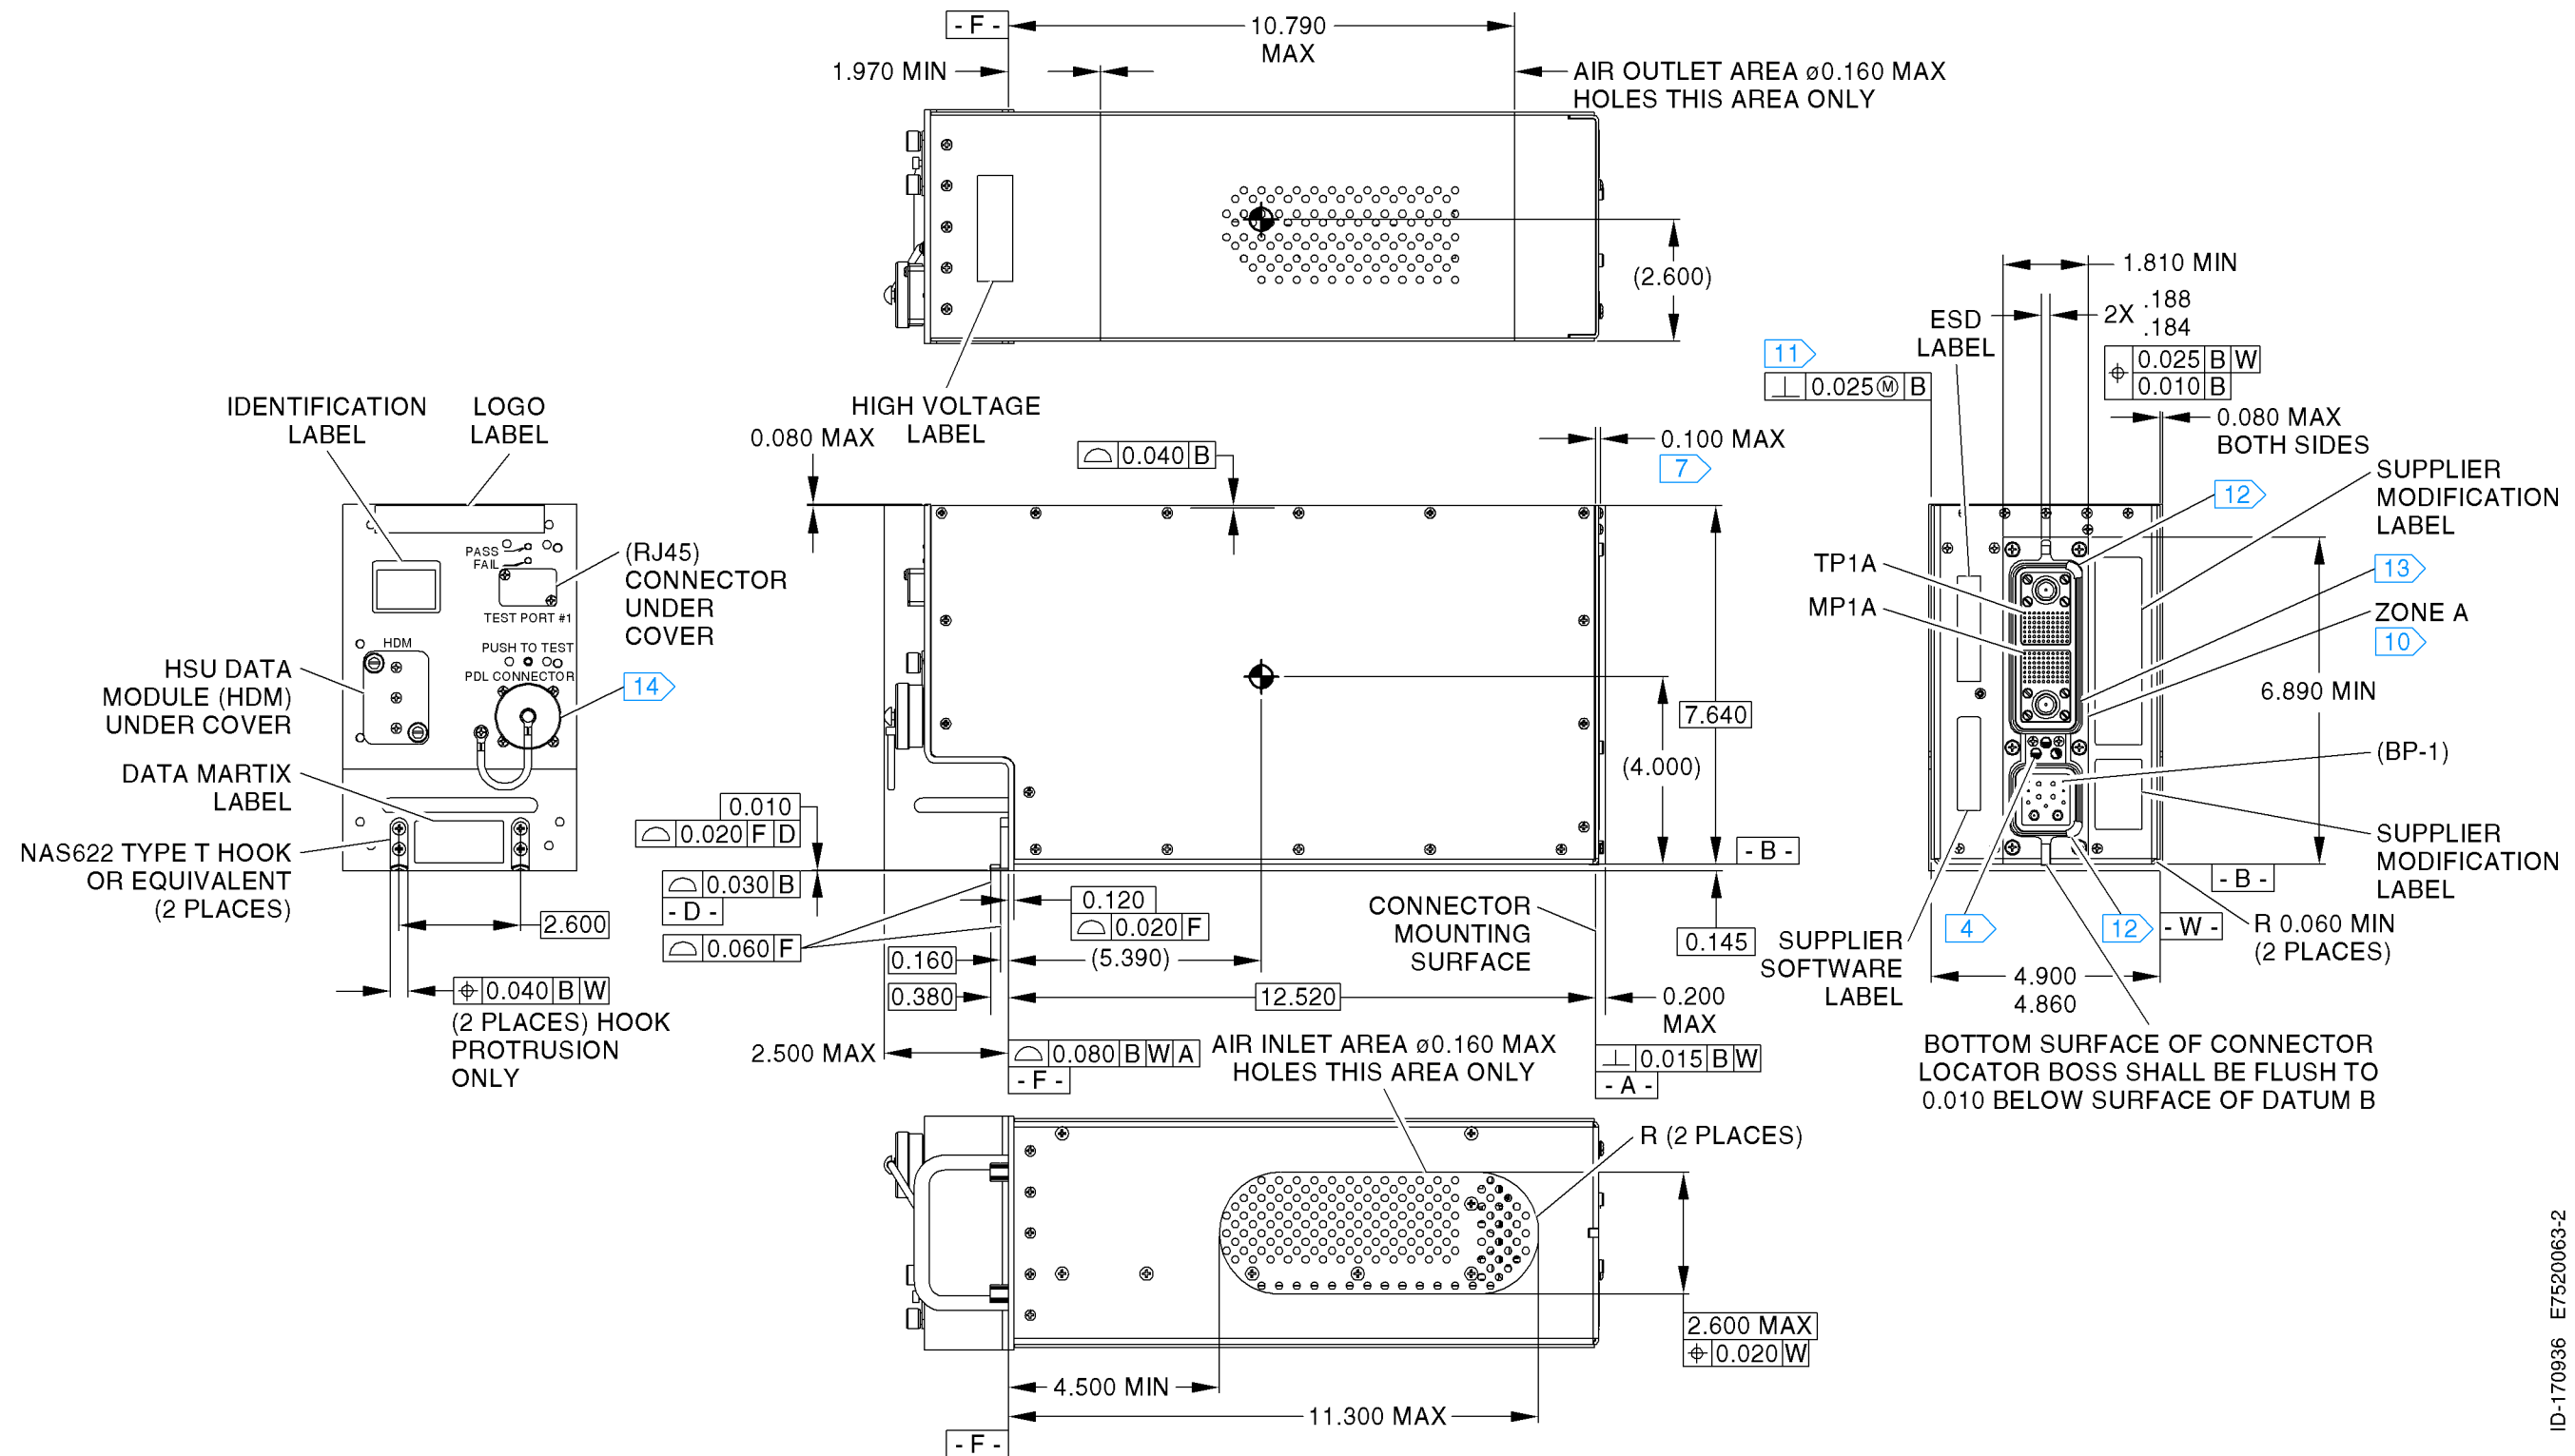 - F -
10.790
MAX
1.970 MIN
AIR OUTLET AREA ø0.160 MAX
HOLES THIS AREA ONLY
(2.600)
HIGH VOLTAGE
LABEL
IDENTIFICATION
LABEL
LOGO
LABEL
PASS
FAIL
(RJ45)
CONNECTOR
UNDER
COVER
TEST PORT #1
HDM
PUSH TO TEST
PDL CONNECTOR
14
HSU DATA
MODULE (HDM)
UNDER COVER
DATA MARTIX
LABEL
NAS622 TYPE T HOOK
OR EQUIVALENT
(2 PLACES)
2.600
⌖ 0.040 B W
(2 PLACES) HOOK
PROTRUSION
ONLY
0.080 MAX
⌓ 0.040 B
0.100 MAX
7
7.640
(4.000)
- B -
0.010
⌓ 0.020 F D
⌓ 0.030 B
- D -
⌓ 0.060 F
0.120
⌓ 0.020 F
0.160
(5.390)
0.380
12.520
CONNECTOR
MOUNTING
SURFACE
0.145
0.200
MAX
2.500 MAX
⌓ 0.080 B W A
- F -
⊥ 0.015 B W
- A -
1.810 MIN
2X .188
.184
ESD
LABEL
11
⊥ 0.025 Ⓜ B
⌖ 0.025 B W
0.010 B
0.080 MAX
BOTH SIDES
SUPPLIER
MODIFICATION
LABEL
12
TP1A
13
MP1A
ZONE A
10
6.890 MIN
(BP-1)
SUPPLIER
MODIFICATION
LABEL
- B -
4
12
- W -
R 0.060 MIN
(2 PLACES)
SUPPLIER
SOFTWARE
LABEL
4.900
4.860
BOTTOM SURFACE OF CONNECTOR
LOCATOR BOSS SHALL BE FLUSH TO
0.010 BELOW SURFACE OF DATUM B
AIR INLET AREA ø0.160 MAX
HOLES THIS AREA ONLY
R (2 PLACES)
2.600 MAX
⌖ 0.020 W
4.500 MIN
11.300 MAX
- F -
ID-170936 E7520063-2